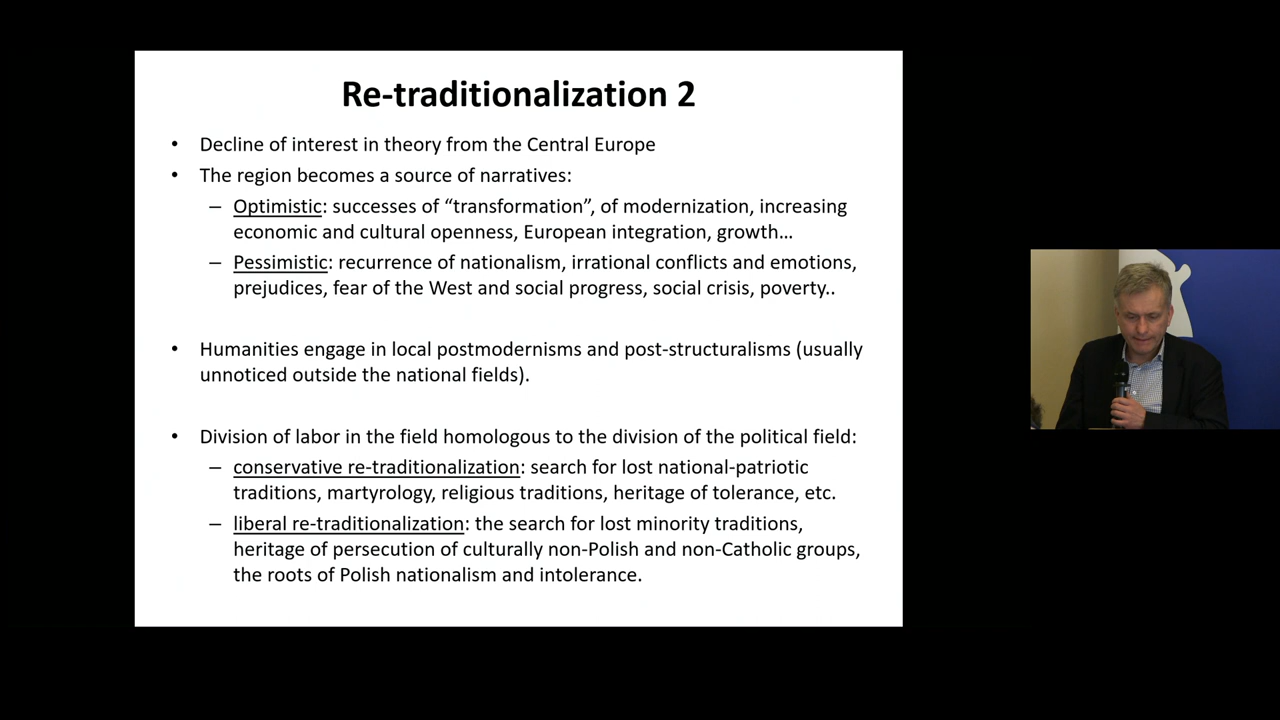 Re-traditionalization 2
• Decline of interest in theory from the Central Europe
• The region becomes a source of narratives:
– Optimistic: successes of “transformation”, of modernization, increasing
economic and cultural openness, European integration, growth…
– Pessimistic: recurrence of nationalism, irrational conflicts and emotions,
prejudices, fear of the West and social progress, social crisis, poverty..
• Humanities engage in local postmodernisms and post-structuralisms (usually
unnoticed outside the national fields).
• Division of labor in the field homologous to the division of the political field:
– conservative re-traditionalization: search for lost national-patriotic
traditions, martyrology, religious traditions, heritage of tolerance, etc.
– liberal re-traditionalization: the search for lost minority traditions,
heritage of persecution of culturally non-Polish and non-Catholic groups,
the roots of Polish nationalism and intolerance.